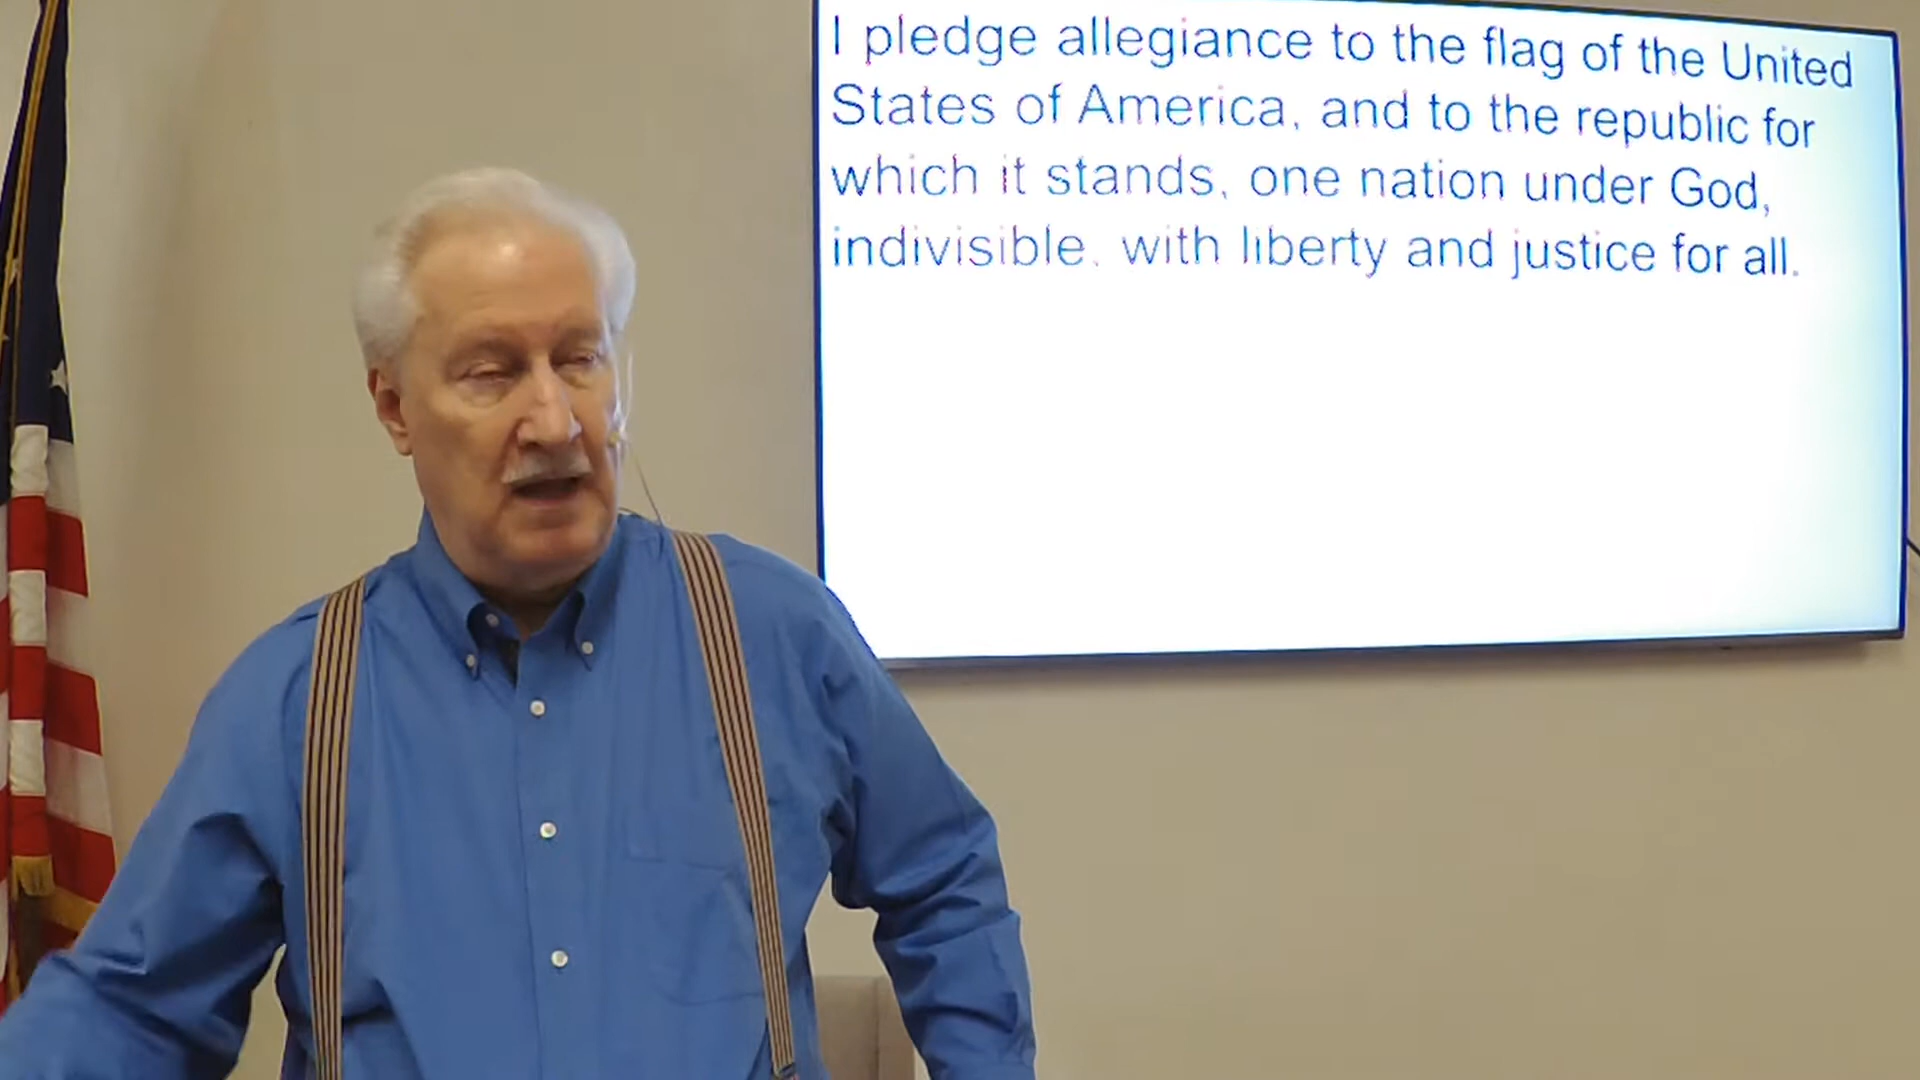 I pledge allegiance to the flag of the United
States of America, and to the republic for
which it stands, one nation under God,
indivisible, with liberty and justice for all.